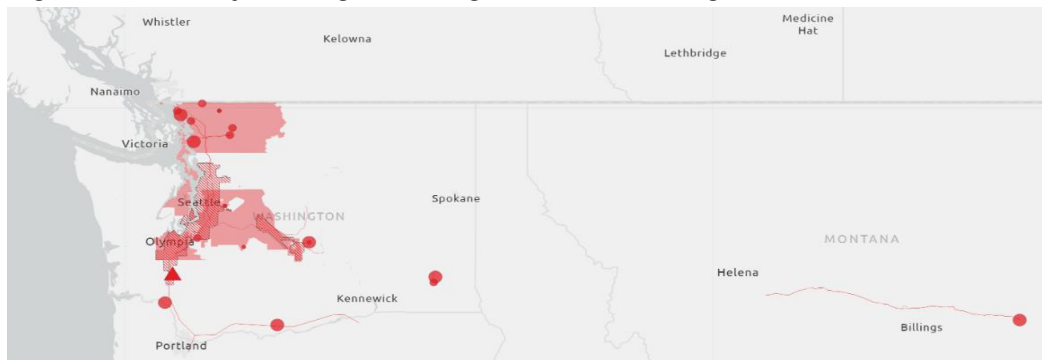 Whistler
Kelowna
Medicine
Hat
Lethbridge
Nanaimo
Victoria
Seattle
WASHINGTON
Spokane
Olympia
MONTANA
Helena
Kennewick
Billings
Portland